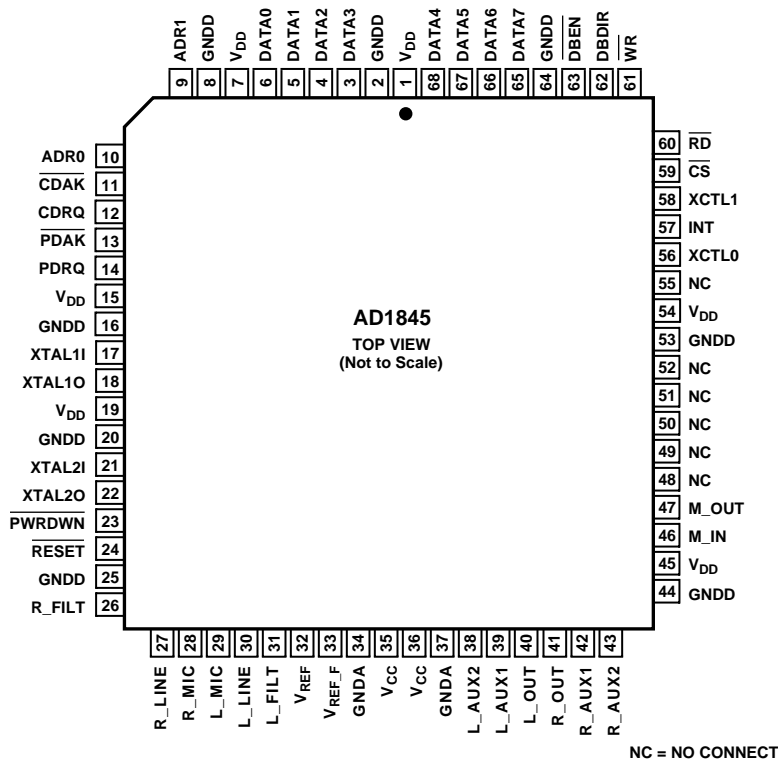 ADR1 GNDD VDD DATA0 DATA1 DATA2 DATA3 GNDD VDD DATA4 DATA5 DATA6 DATA7 GNDD DBEN DBDIR WR
9 8 7 6 5 4 3 2 1 68 67 66 65 64 63 62 61
ADR0 10
CDAK 11
CDRQ 12
PDAK 13
PDRQ 14
VDD 15
GNDD 16
XTAL1I 17
XTAL1O 18
VDD 19
GNDD 20
XTAL2I 21
XTAL2O 22
PWRDWN 23
RESET 24
GNDD 25
R_FILT 26
AD1845
TOP VIEW
(Not to Scale)
60 RD
59 CS
58 XCTL1
57 INT
56 XCTL0
55 NC
54 VDD
53 GNDD
52 NC
51 NC
50 NC
49 NC
48 NC
47 M_OUT
46 M_IN
45 VDD
44 GNDD
27 28 29 30 31 32 33 34 35 36 37 38 39 40 41 42 43
R_LINE R_MIC L_MIC L_LINE L_FILT VREF VREF_F GNDA VCC VCC GNDA L_AUX2 L_AUX1 L_OUT R_OUT R_AUX1 R_AUX2
NC = NO CONNECT